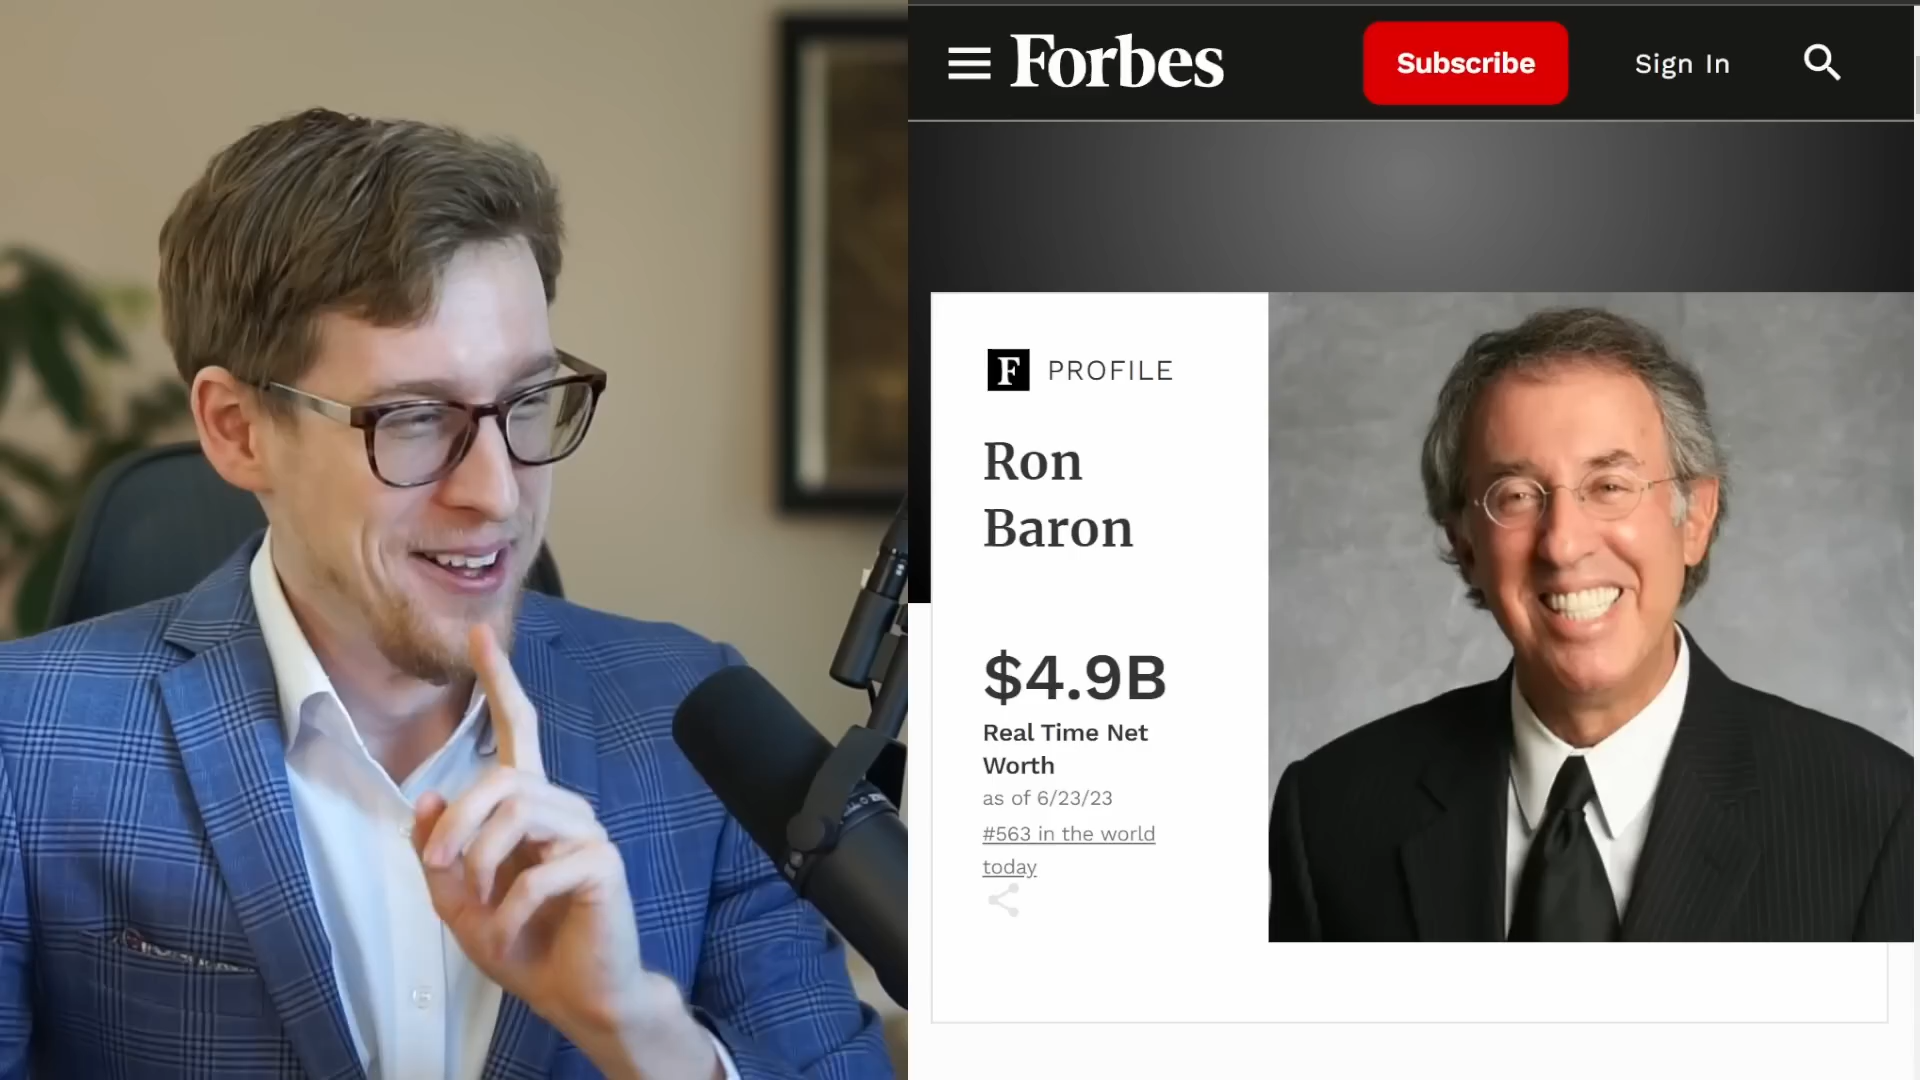 Forbes
Subscribe
Sign In
F PROFILE
Ron
Baron
$4.9B
Real Time Net
Worth
as of 6/23/23
#563 in the world
today